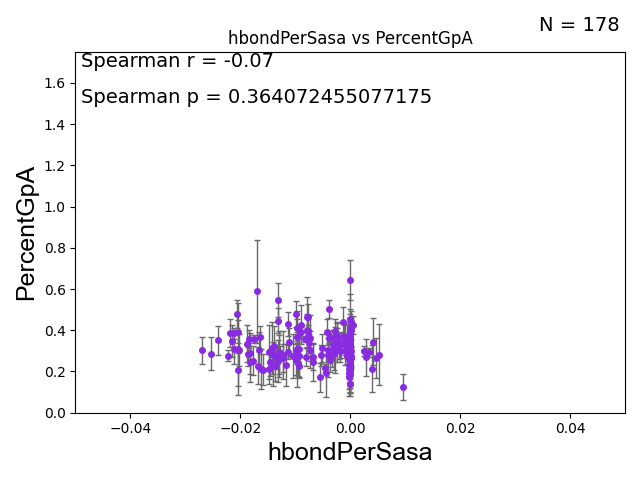 N = 178
hbondPerSasa vs PercentGpA
Spearman r = -0.07
Spearman p = 0.364072455077175
PercentGpA
1.6
1.4
1.2
1.0
0.8
0.6
0.4
0.2
0.0
−0.04 −0.02 0.00 0.02 0.04
hbondPerSasa